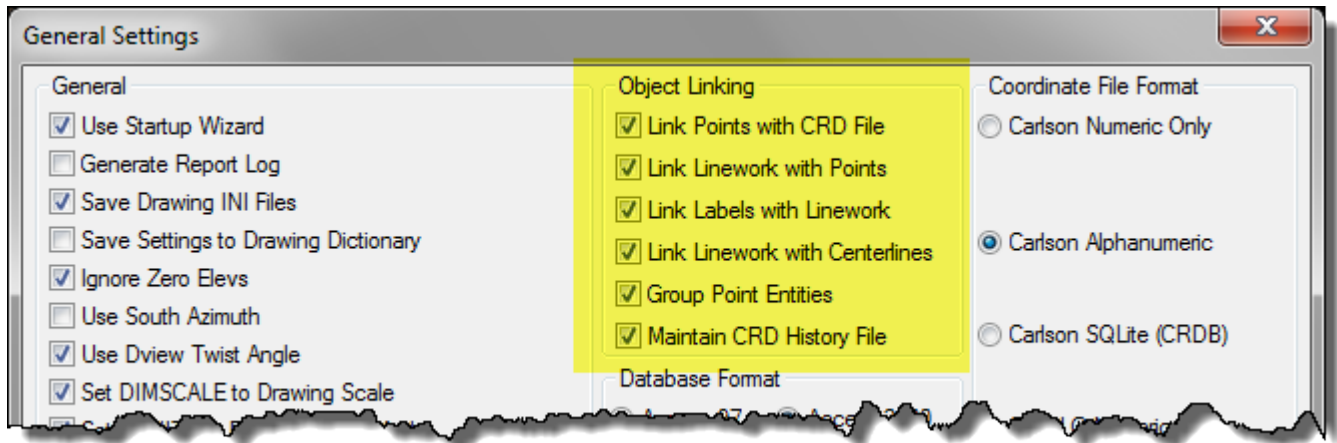 General Settings
General
Use Startup Wizard
Generate Report Log
Save Drawing INI Files
Save Settings to Drawing Dictionary
Ignore Zero Elevs
Use South Azimuth
Use Dview Twist Angle
Set DIMSCALE to Drawing Scale
Object Linking
Link Points with CRD File
Link Linework with Points
Link Labels with Linework
Link Linework with Centerlines
Group Point Entities
Maintain CRD History File
Database Format
Coordinate File Format
Carlson Numeric Only
Carlson Alphanumeric
Carlson SQLite (CRDB)